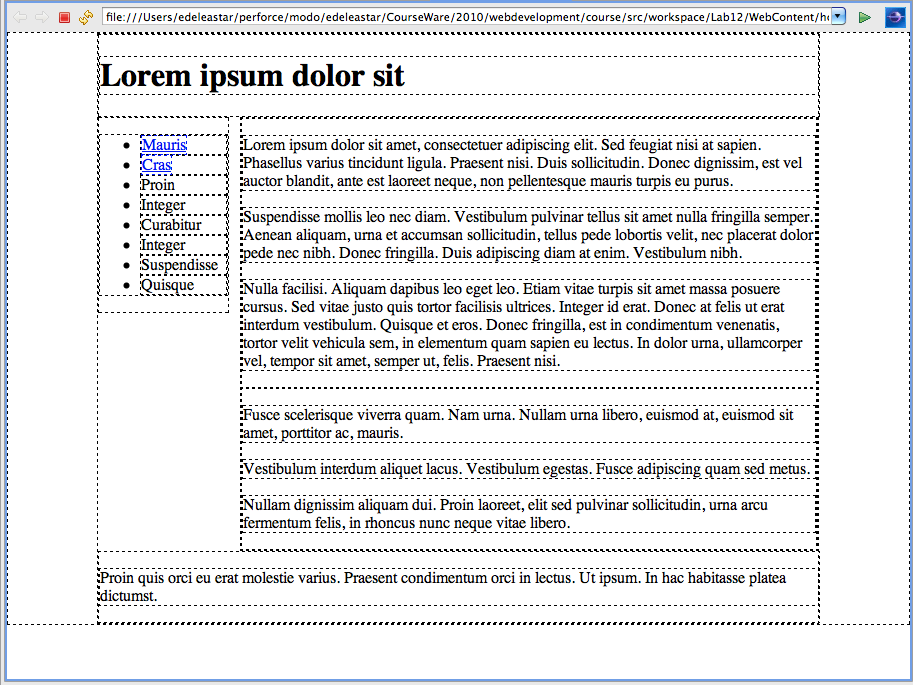 file:///Users/edeleastar/perforce/modo/edeleastar/CourseWare/2010/webdevelopment/course/src/workspace/Lab12/WebContent/
Lorem ipsum dolor sit
Mauris
Cras
Proin
Integer
Curabitur
Integer
Suspendisse
Quisque
Lorem ipsum dolor sit amet, consectetuer adipiscing elit. Sed feugiat nisi at sapien.
Phasellus varius tincidunt ligula. Praesent nisi. Duis sollicitudin. Donec dignissim, est vel
auctor blandit, ante est laoreet neque, non pellentesque mauris turpis eu purus.
Suspendisse mollis leo nec diam. Vestibulum pulvinar tellus sit amet nulla fringilla semper.
Aenean aliquam, urna et accumsan sollicitudin, tellus pede lobortis velit, nec placerat dolor
pede nec nibh. Donec fringilla. Duis adipiscing diam at enim. Vestibulum nibh.
Nulla facilisi. Aliquam dapibus leo eget leo. Etiam vitae turpis sit amet massa posuere
cursus. Sed vitae justo quis tortor facilisis ultrices. Integer id erat. Donec at felis ut erat
interdum vestibulum. Quisque et eros. Donec fringilla, est in condimentum venenatis,
tortor velit vehicula sem, in elementum quam sapien eu lectus. In dolor urna, ullamcorper
vel, tempor sit amet, semper ut, felis. Praesent nisi.
Fusce scelerisque viverra quam. Nam urna. Nullam urna libero, euismod at, euismod sit
amet, porttitor ac, mauris.
Vestibulum interdum aliquet lacus. Vestibulum egestas. Fusce adipiscing quam sed metus.
Nullam dignissim aliquam dui. Proin laoreet, elit sed pulvinar sollicitudin, urna arcu
fermentum felis, in rhoncus nunc neque vitae libero.
Proin quis orci eu erat molestie varius. Praesent condimentum orci in lectus. Ut ipsum. In hac habitasse platea
dictumst.